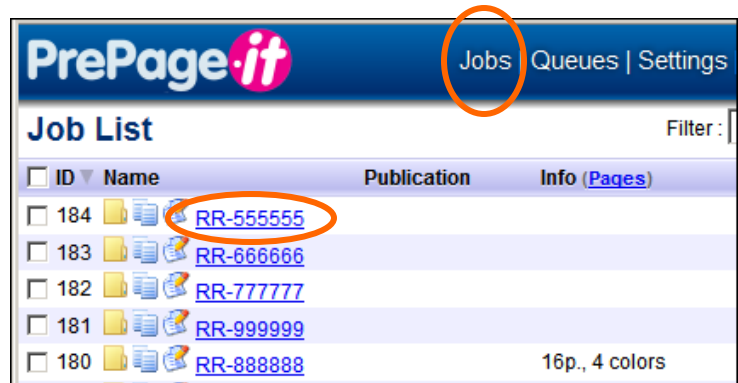 PrePage·it Jobs | Queues | Settings
Job List Filter :
ID Name Publication Info (Pages)
184 RR-555555
183 RR-666666
182 RR-777777
181 RR-999999
180 RR-888888 16p., 4 colors